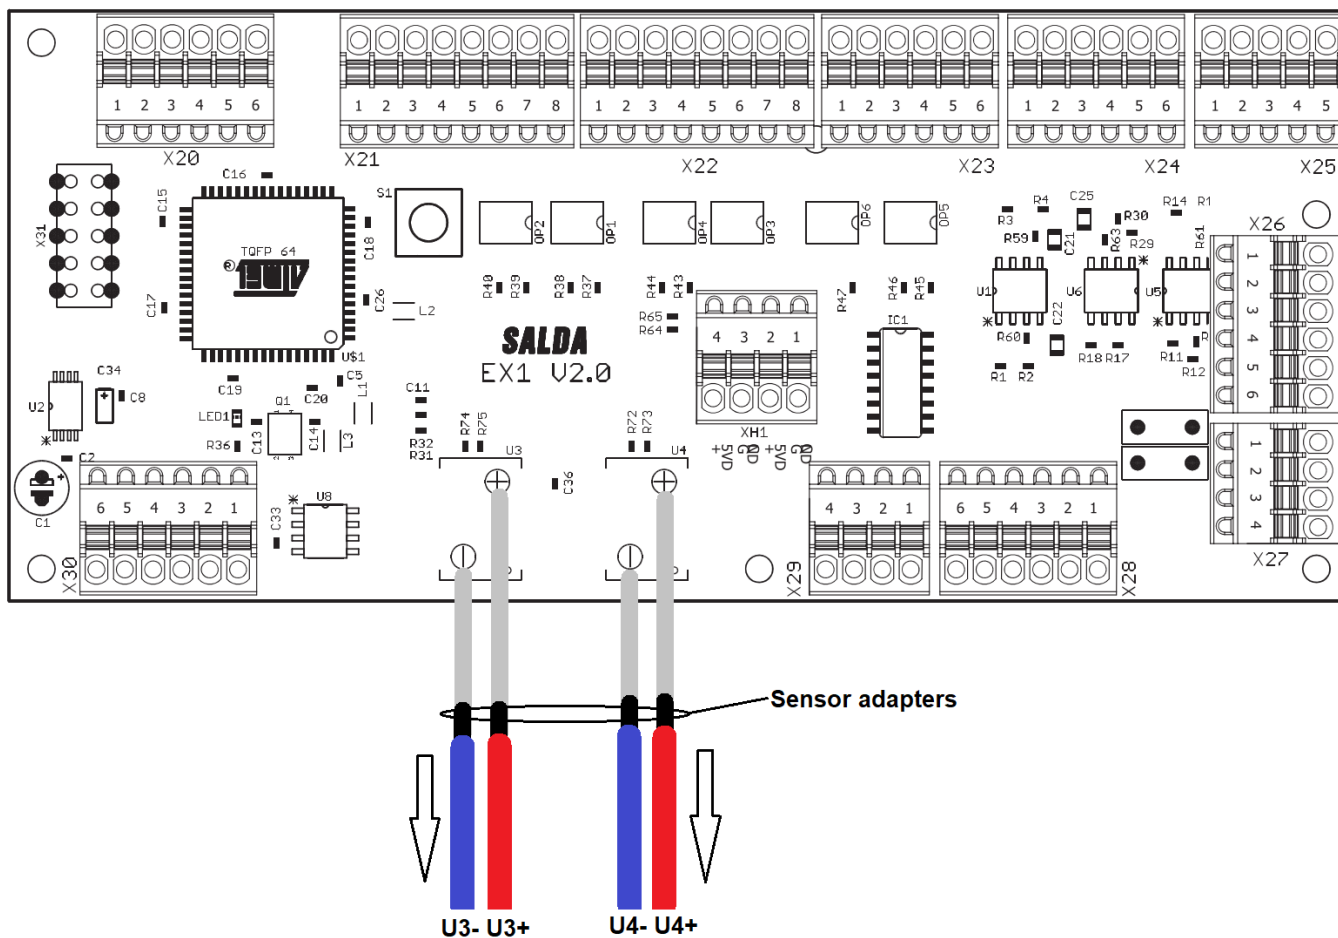 1 2 3 4 5 6
X20
1 2 3 4 5 6 7 8
X21
1 2 3 4 5 6 7 8
X22
1 2 3 4 5 6
X23
1 2 3 4 5 6
X24
1 2 3 4 5
X25
C16
C15
X31
C17
TQFP 64
®
C18
C26
L2
U$1
S1
OP2
OP1
OP4
OP3
OP6
OP5
R3
R4
C25
R30
R14
R1
R59
C21
R63
R29
R61
X26
1
2
3
4
5
6
R40
R39
R38
R37
R44
R43
R65
R64
R47
R46
R45
U1
U6
U5
C22
R60
R18
R17
R11
R12
R1
R2
4 3 2 1
XH1
+
5VD
G
0D
+
5VD
G
0D
IC1
SALDA
EX1 V2.0
C34
U2
C8
C19
C20
C5
L1
LED1
Q1
R36
C13
C14
L3
C11
R32
R31
R74
R75
U3
R72
R73
U4
C36
C2
+
C1
6 5 4 3 2 1
X30
U8
C33
4 3 2 1
X29
6 5 4 3 2 1
X28
1
2
3
4
X27
Sensor adapters
U3- U3+ U4- U4+